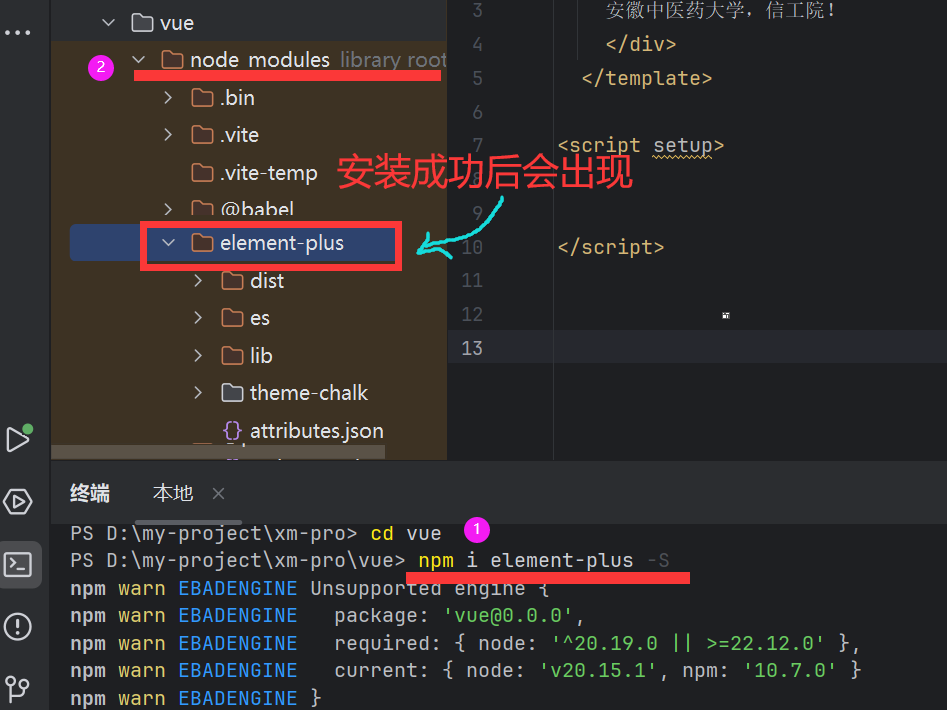 vue
node_modules library root
2
.bin
.vite
.vite-temp
安装成功后会出现
@babel
element-plus
dist
es
lib
theme-chalk
{} attributes.json
3 安徽中医药大学，信工院！
4 </div>
5 </template>
6
7 <script setup>
9
10 </script>
11
12
13
终端 本地 ×
PS D:\my-project\xm-pro> cd vue
1
PS D:\my-project\xm-pro\vue> npm i element-plus -S
npm warn EBADENGINE Unsupported engine {
npm warn EBADENGINE package: 'vue@0.0.0',
npm warn EBADENGINE required: { node: '^20.19.0 || >=22.12.0' },
npm warn EBADENGINE current: { node: 'v20.15.1', npm: '10.7.0' }
npm warn EBADENGINE }